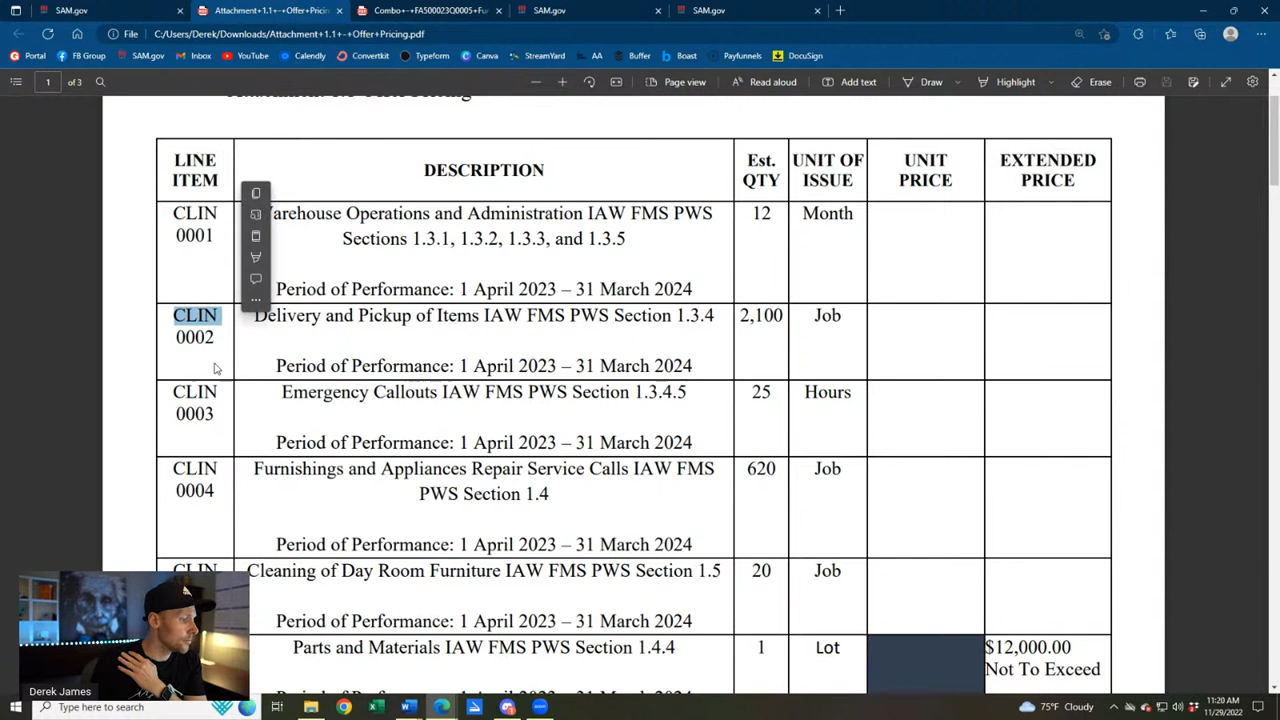 SAM.gov
Attachment+1.1+-+Offer+Pricing
Combo+-+FA500023Q0005+Fu
SAM.gov
SAM.gov
File
C:/Users/Derek/Downloads/Attachment+1.1+-+Offer+Pricing.pdf
Portal
FB Group
SAM.gov
Inbox
YouTube
Calendly
Convertkit
Typeform
Canva
StreamYard
AA
Buffer
Boast
Payfunnels
DocuSign
1
of 3
Page view
Read aloud
Add text
Draw
Highlight
Erase
LINE ITEM
DESCRIPTION
Est. QTY
UNIT OF ISSUE
UNIT PRICE
EXTENDED PRICE
CLIN 0001
Warehouse Operations and Administration IAW FMS PWS
Sections 1.3.1, 1.3.2, 1.3.3, and 1.3.5
Period of Performance: 1 April 2023 – 31 March 2024
12
Month
CLIN 0002
Delivery and Pickup of Items IAW FMS PWS Section 1.3.4
Period of Performance: 1 April 2023 – 31 March 2024
2,100
Job
CLIN 0003
Emergency Callouts IAW FMS PWS Section 1.3.4.5
Period of Performance: 1 April 2023 – 31 March 2024
25
Hours
CLIN 0004
Furnishings and Appliances Repair Service Calls IAW FMS
PWS Section 1.4
Period of Performance: 1 April 2023 – 31 March 2024
620
Job
CLIN
Cleaning of Day Room Furniture IAW FMS PWS Section 1.5
Period of Performance: 1 April 2023 – 31 March 2024
20
Job
Parts and Materials IAW FMS PWS Section 1.4.4
1
Lot
$12,000.00
Not To Exceed
Derek James
Type here to search
75°F Cloudy
11:20 AM
11/29/2022